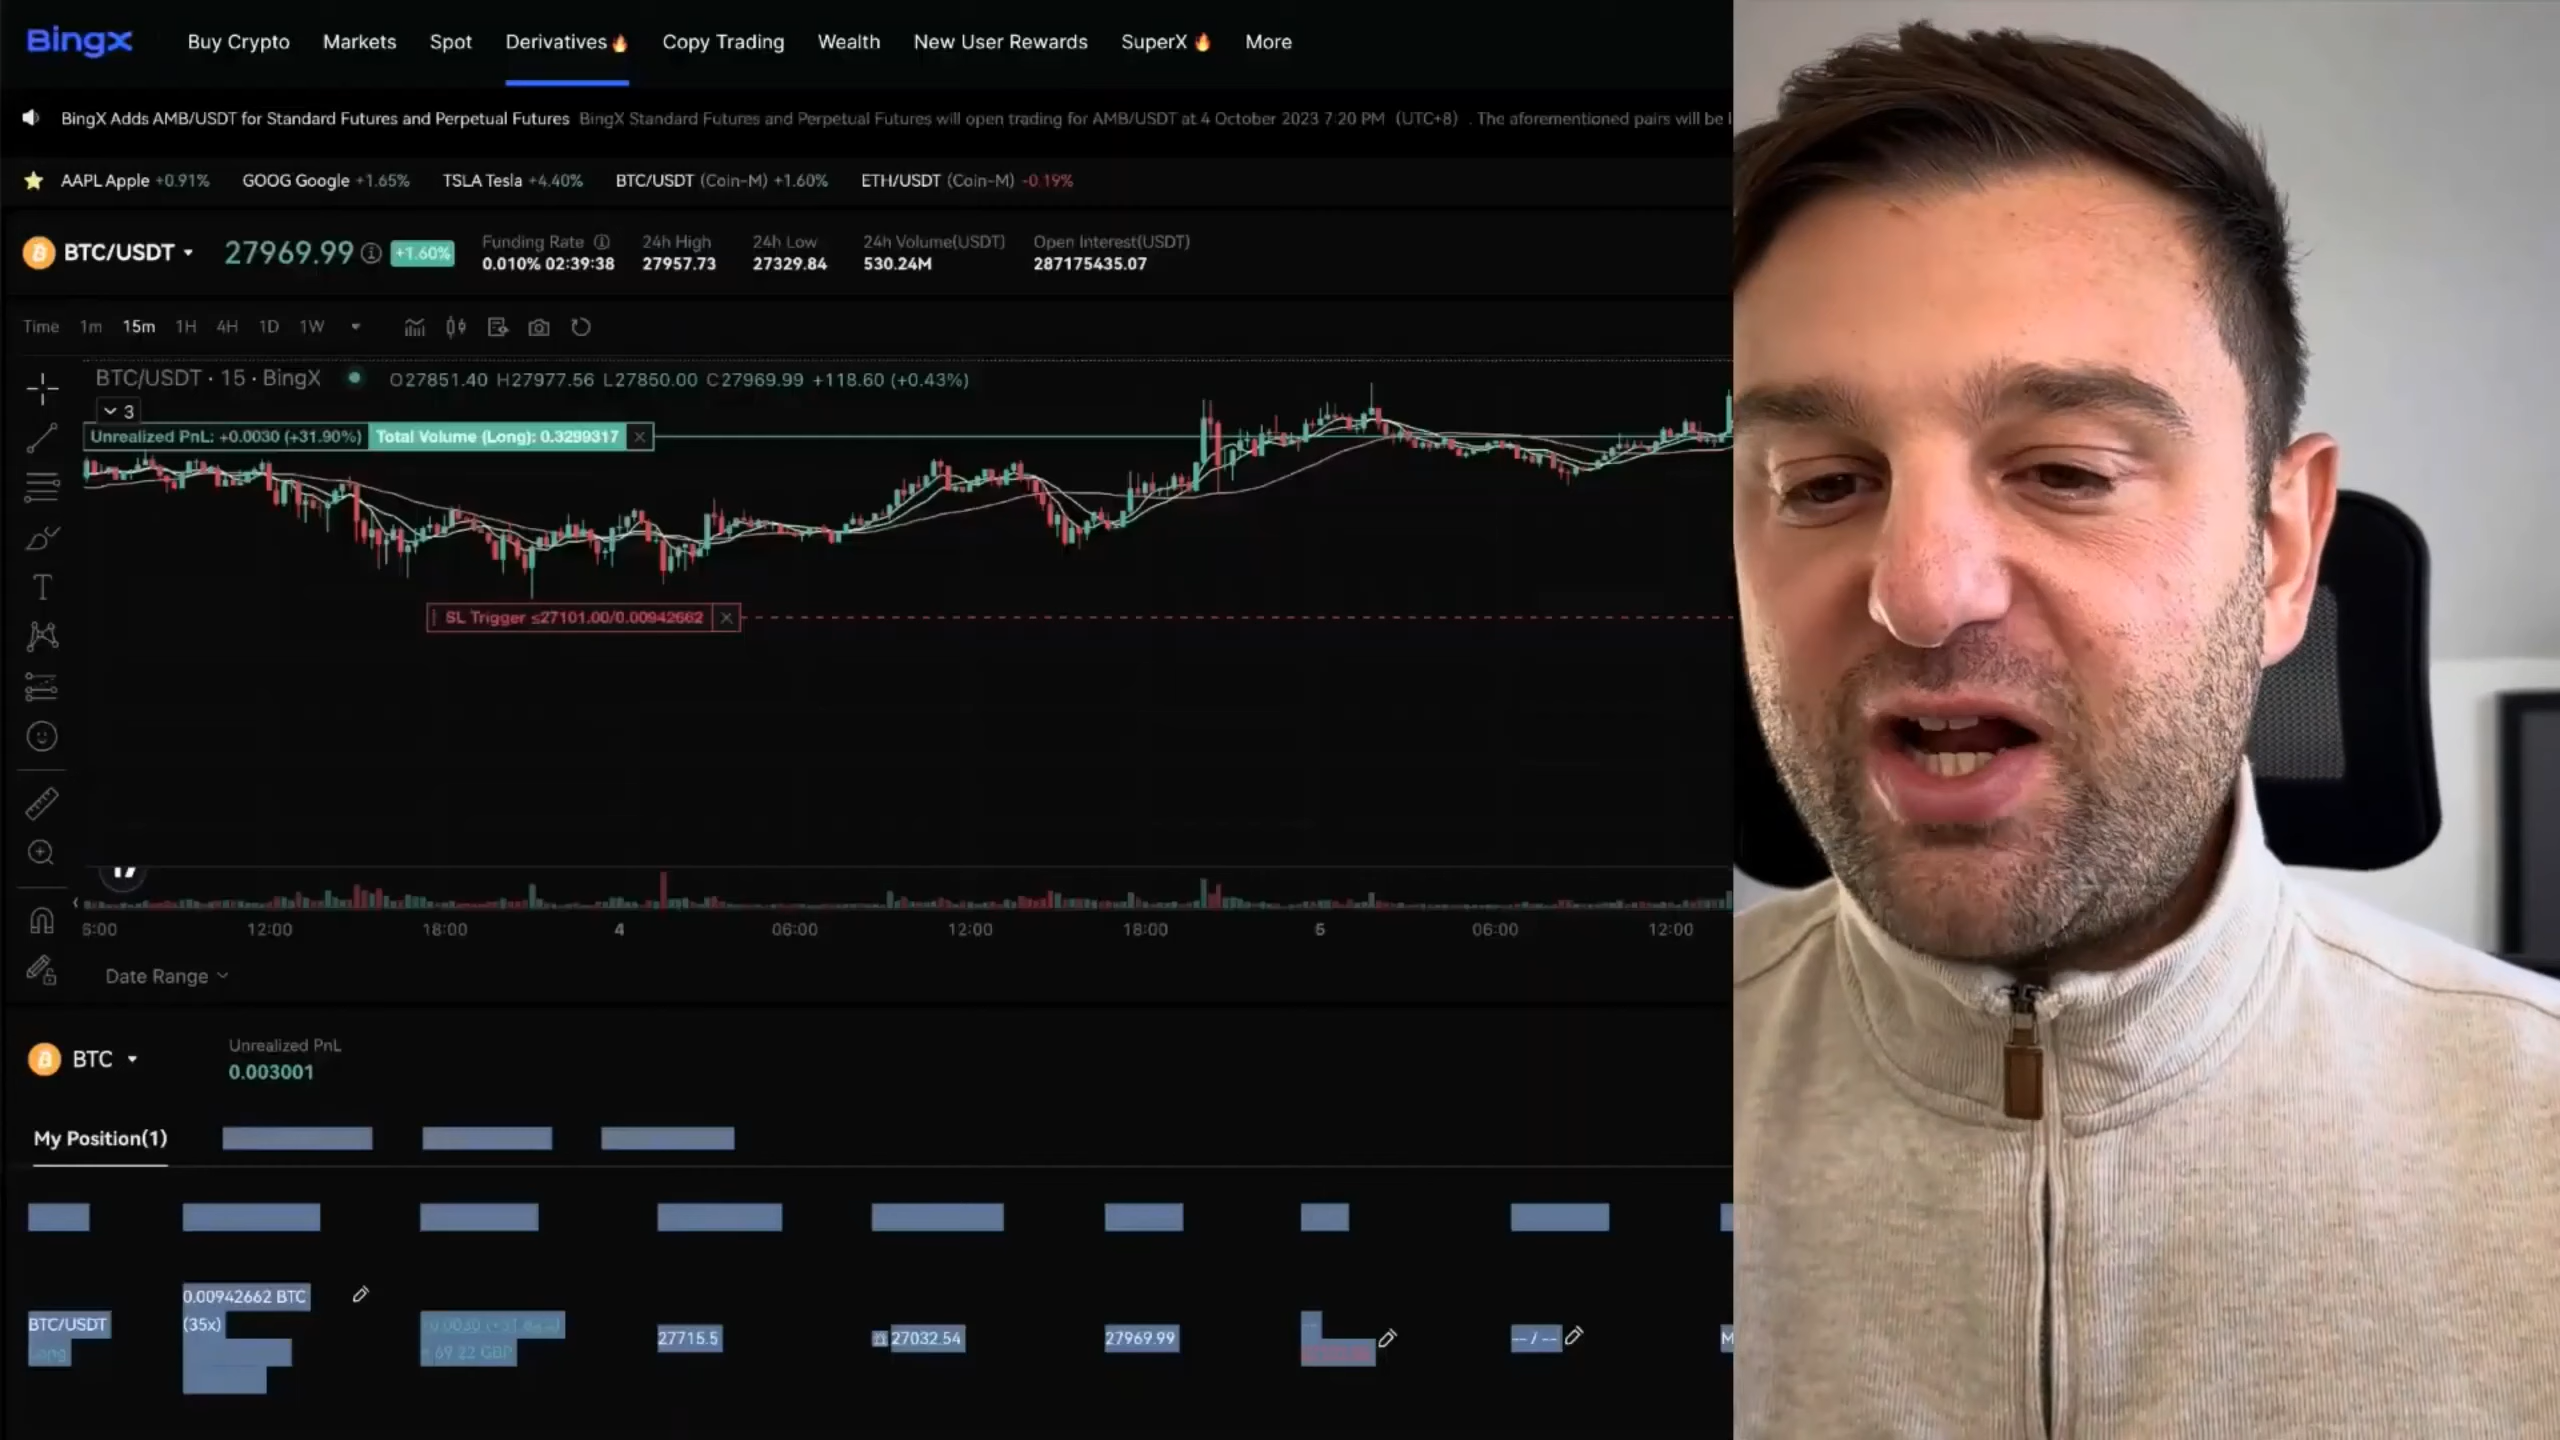 BingX
Buy Crypto Markets Spot Derivatives Copy Trading Wealth New User Rewards SuperX More
BingX Adds AMB/USDT for Standard Futures and Perpetual Futures BingX Standard Futures and Perpetual Futures will open trading for AMB/USDT at 4 October 2023 7:20 PM (UTC+8) . The aforementioned pairs will be
AAPL Apple +0.91% GOOG Google +1.65% TSLA Tesla +4.40% BTC/USDT (Coin-M) +1.60% ETH/USDT (Coin-M) -0.19%
BTC/USDT 27969.99 +1.60%
Funding Rate 24h High 24h Low 24h Volume(USDT) Open Interest(USDT)
0.010% 02:39:38 27957.73 27329.84 530.24M 287175435.07
Time 1m 15m 1H 4H 1D 1W
BTC/USDT · 15 · BingX O27851.40 H27977.56 L27850.00 C27969.99 +118.60 (+0.43%)
3
Unrealized PnL: +0.0030 (+31.90%) Total Volume (Long): 0.3299317
SL Trigger ≤27101.00/0.00942662
12:00 18:00 4 06:00 12:00 18:00 5 06:00 12:00
Date Range
BTC
Unrealized PnL
0.003001
My Position(1)
0.00942662 BTC
BTC/USDT (35x)
Long
≈ 69.22 GBP
27715.5 27032.54 27969.99 -- / --